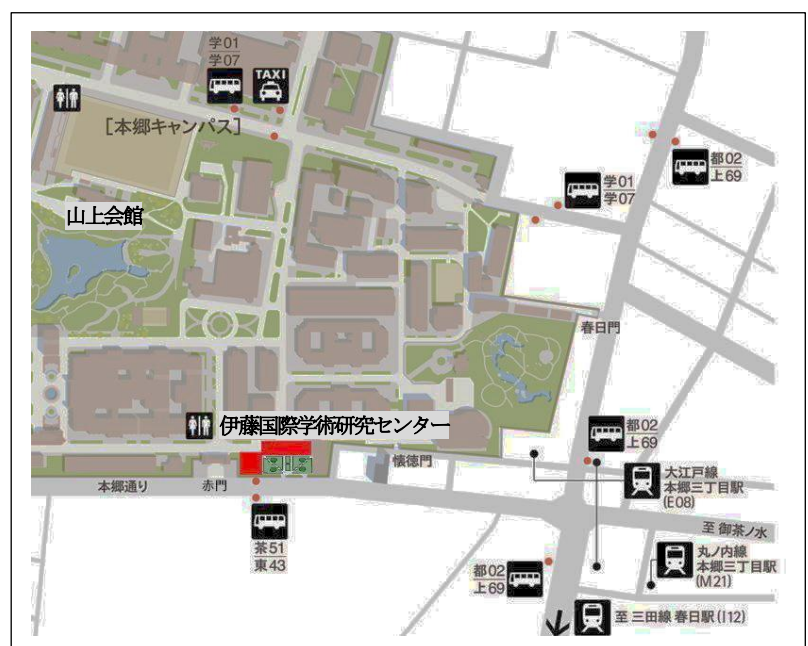 学01
学07
TAXI
[本郷キャンパス]
都02
上69
学01
学07
山上会館
春日門
伊藤国際学術研究センター
都02
上69
懐徳門
大江戸線
本郷三丁目駅
(E08)
本郷通り
赤門
至 御茶ノ水
茶51
東43
丸ノ内線
本郷三丁目駅
(M21)
都02
上69
至 三田線 春日駅(I12)